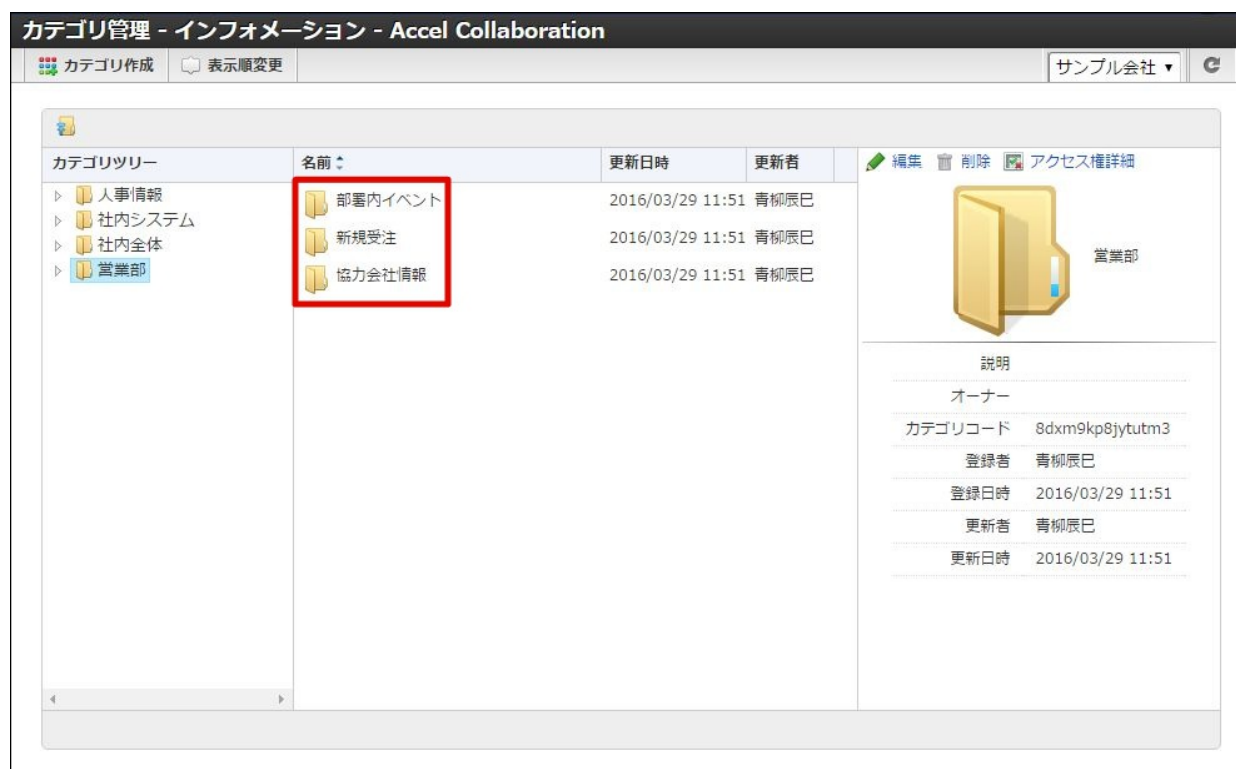 カテゴリ管理 - インフォメーション - Accel Collaboration
カテゴリ作成 表示順変更 サンプル会社
カテゴリツリー 名前 更新日時 更新者 編集 削除 アクセス権詳細
人事情報
社内システム
社内全体
営業部
部署内イベント 2016/03/29 11:51 青柳辰巳
新規受注 2016/03/29 11:51 青柳辰巳
協力会社情報 2016/03/29 11:51 青柳辰巳
営業部
説明
オーナー
カテゴリコード 8dxm9kp8jytutm3
登録者 青柳辰巳
登録日時 2016/03/29 11:51
更新者 青柳辰巳
更新日時 2016/03/29 11:51